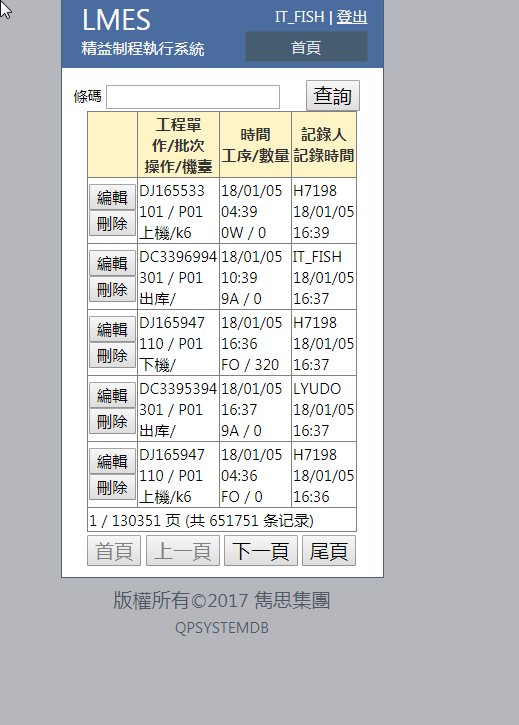 LMES
IT_FISH | 登出
精益制程執行系統
首頁
條碼
查詢
工程單
作/批次
操作/機臺
時間
工序/數量
記錄人
記錄時間
編輯
刪除
DJ165533
101 / P01
上機/k6
18/01/05
04:39
0W / 0
H7198
18/01/05
16:39
編輯
刪除
DC3396994
301 / P01
出库/
18/01/05
10:39
9A / 0
IT_FISH
18/01/05
16:37
編輯
刪除
DJ165947
110 / P01
下機/
18/01/05
16:36
FO / 320
H7198
18/01/05
16:37
編輯
刪除
DC3395394
301 / P01
出库/
18/01/05
16:37
9A / 0
LYUDO
18/01/05
16:37
編輯
刪除
DJ165947
110 / P01
上機/k6
18/01/05
04:36
FO / 0
H7198
18/01/05
16:36
1 / 130351 页 (共 651751 条记录)
首頁 上一頁 下一頁 尾頁
版權所有©2017 雋思集團
QPSYSTEMDB